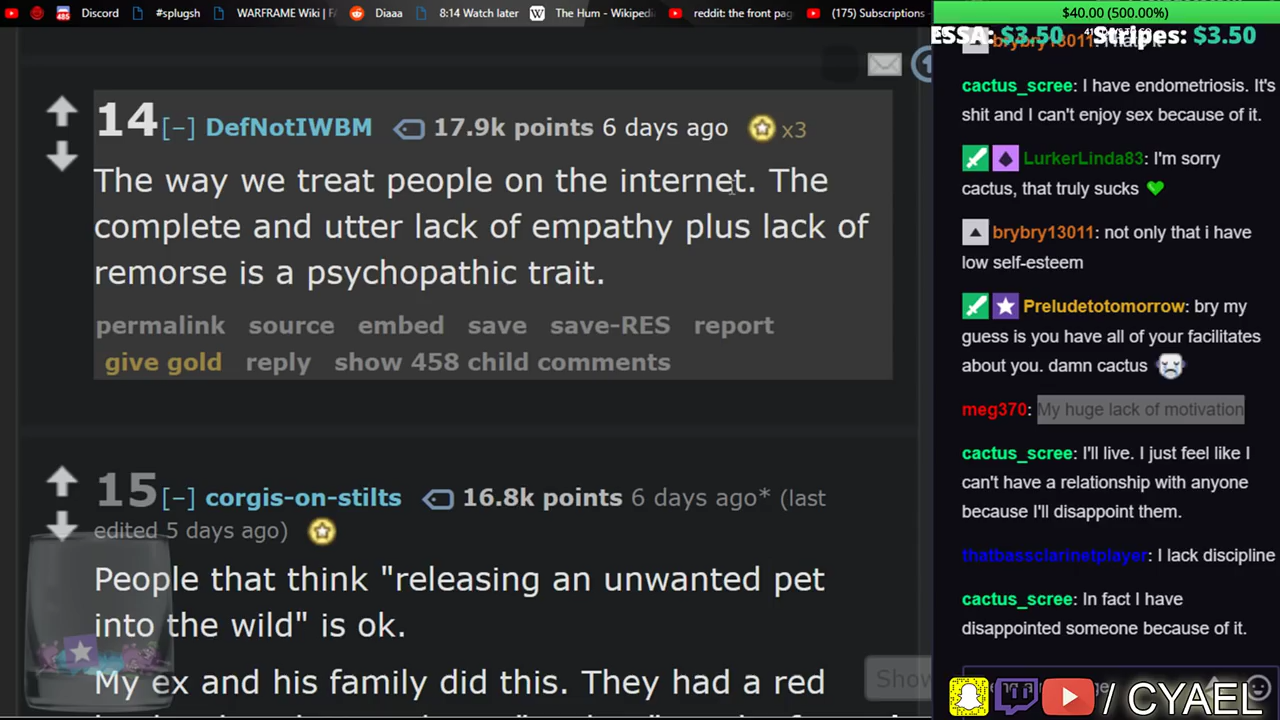 Discord
#splugsh
WARFRAME Wiki | FA
Diaaa
8:14 Watch later
The Hum - Wikipedi
reddit: the front pag
(175) Subscriptions -
$40.00 (500.00%)
ESSA: $3.50 Stripes: $3.50
14 [–] DefNotIWBM 17.9k points 6 days ago x3
The way we treat people on the internet. The
complete and utter lack of empathy plus lack of
remorse is a psychopathic trait.
permalink source embed save save-RES report
give gold reply show 458 child comments
15 [–] corgis-on-stilts 16.8k points 6 days ago* (last
edited 5 days ago)
People that think "releasing an unwanted pet
into the wild" is ok.
My ex and his family did this. They had a red
Show
brybry13011: I hate it
cactus_scree: I have endometriosis. It's
shit and I can't enjoy sex because of it.
LurkerLinda83: I'm sorry
cactus, that truly sucks
brybry13011: not only that i have
low self-esteem
Preludetotomorrow: bry my
guess is you have all of your facilitates
about you. damn cactus
meg370: My huge lack of motivation
cactus_scree: I'll live. I just feel like I
can't have a relationship with anyone
because I'll disappoint them.
thatbassclarinetplayer: I lack discipline
cactus_scree: In fact I have
disappointed someone because of it.
/ CYAEL